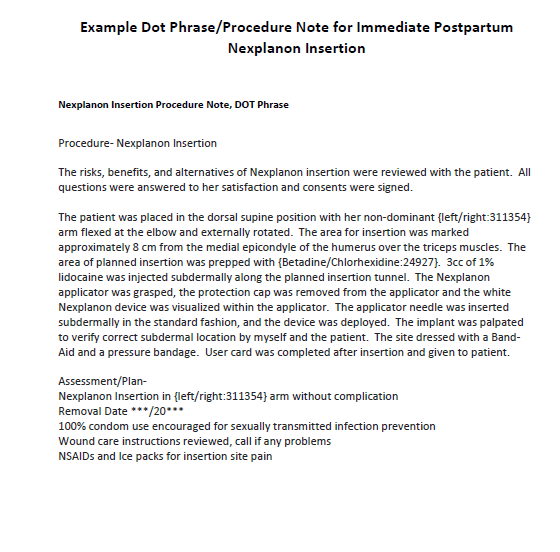 Example Dot Phrase/Procedure Note for Immediate Postpartum
Nexplanon Insertion
Nexplanon Insertion Procedure Note, DOT Phrase
Procedure- Nexplanon Insertion
The risks, benefits, and alternatives of Nexplanon insertion were reviewed with the patient.  All
questions were answered to her satisfaction and consents were signed.
The patient was placed in the dorsal supine position with her non-dominant {left/right:311354}
arm flexed at the elbow and externally rotated.  The area for insertion was marked
approximately 8 cm from the medial epicondyle of the humerus over the triceps muscles.  The
area of planned insertion was prepped with {Betadine/Chlorhexidine:24927}.  3cc of 1%
lidocaine was injected subdermally along the planned insertion tunnel.  The Nexplanon
applicator was grasped, the protection cap was removed from the applicator and the white
Nexplanon device was visualized within the applicator.  The applicator needle was inserted
subdermally in the standard fashion, and the device was deployed.  The implant was palpated
to verify correct subdermal location by myself and the patient.  The site dressed with a Band-
Aid and a pressure bandage.  User card was completed after insertion and given to patient.
Assessment/Plan-
Nexplanon Insertion in {left/right:311354} arm without complication
Removal Date ***/20***
100% condom use encouraged for sexually transmitted infection prevention
Wound care instructions reviewed, call if any problems
NSAIDs and Ice packs for insertion site pain